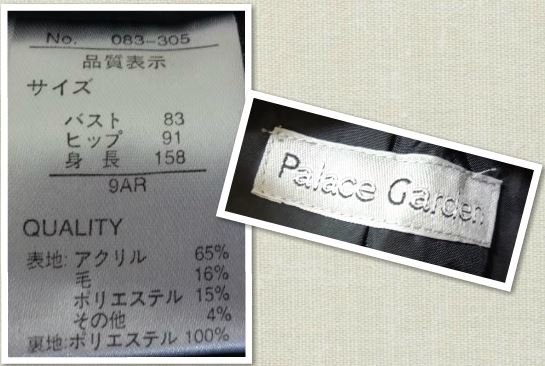 No. 083-305
品質表示
サイズ
バスト 83
ヒップ 91
身長 158
9AR
QUALITY
表地:アクリル 65%
毛 16%
ポリエステル 15%
その他 4%
裏地:ポリエステル 100%
Palace Garden